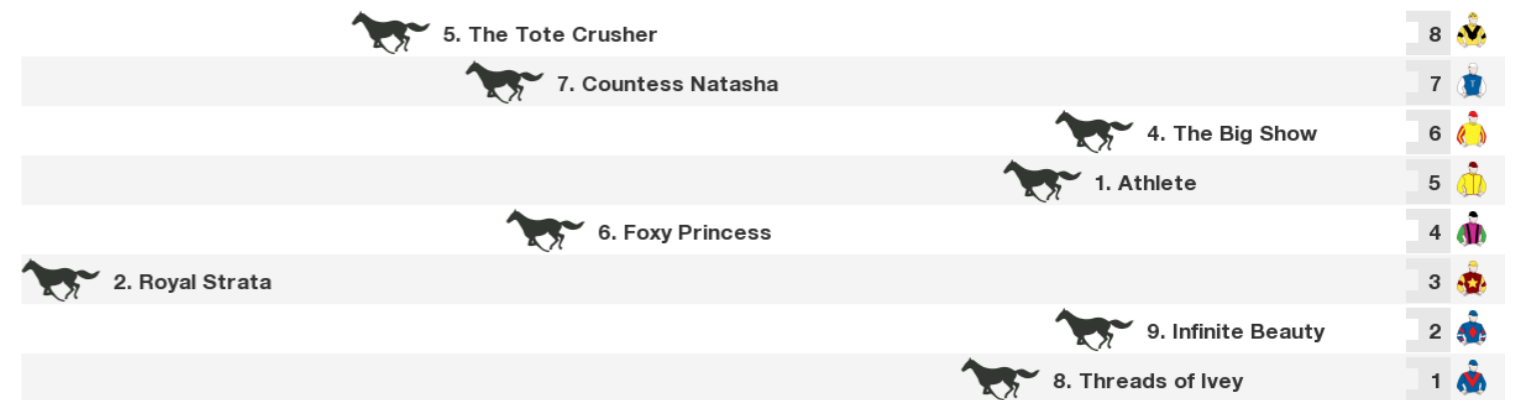 5. The Tote Crusher 8
7. Countess Natasha 7
4. The Big Show 6
1. Athlete 5
6. Foxy Princess 4
2. Royal Strata 3
9. Infinite Beauty 2
8. Threads of Ivey 1